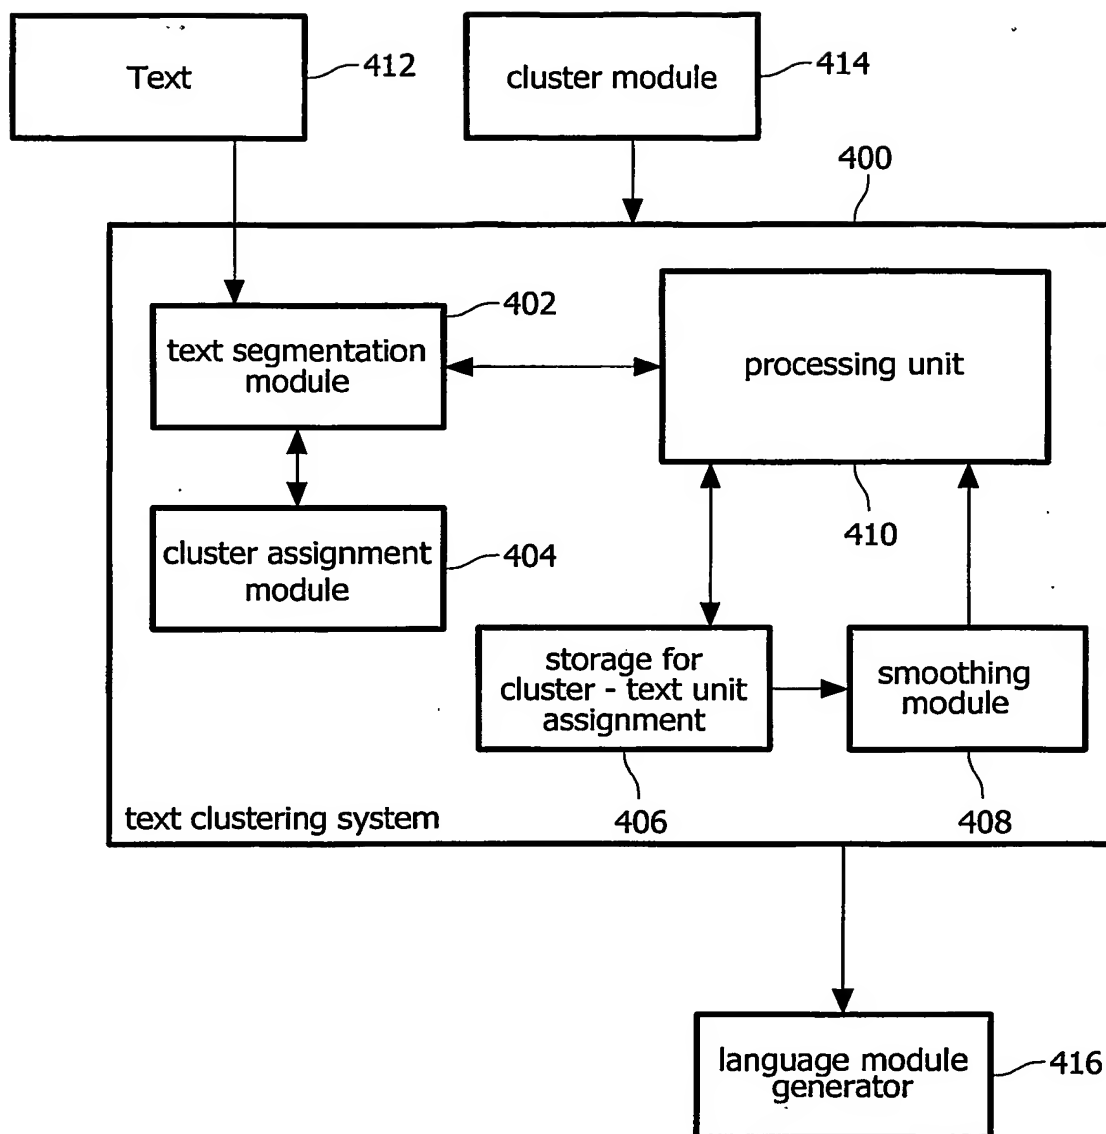 Text
412
cluster module
414
400
402
text segmentation
module
processing unit
410
cluster assignment
module
404
storage for
cluster - text unit
assignment
smoothing
module
text clustering system
406
408
language module
generator
416